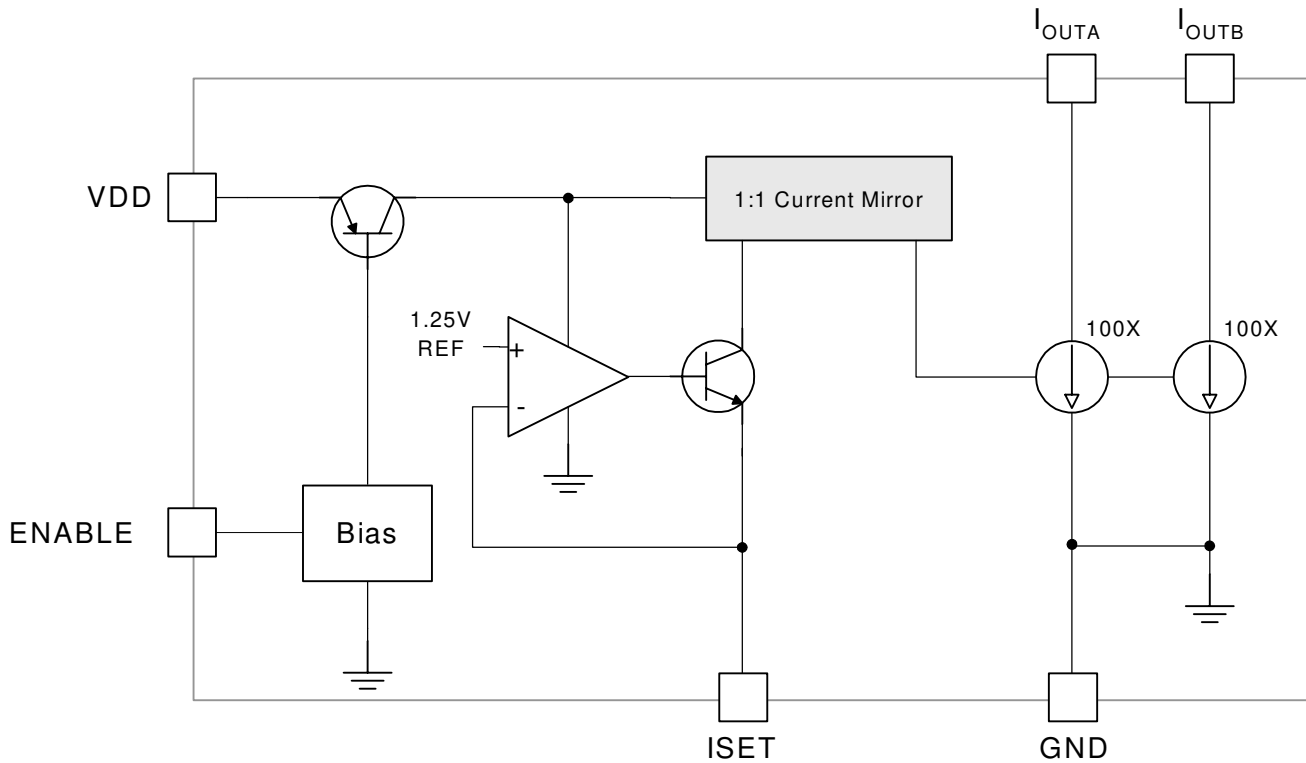 IOUTA
IOUTB
VDD
1:1 Current Mirror
1.25V
REF
+
-
100X
100X
ENABLE
Bias
ISET
GND